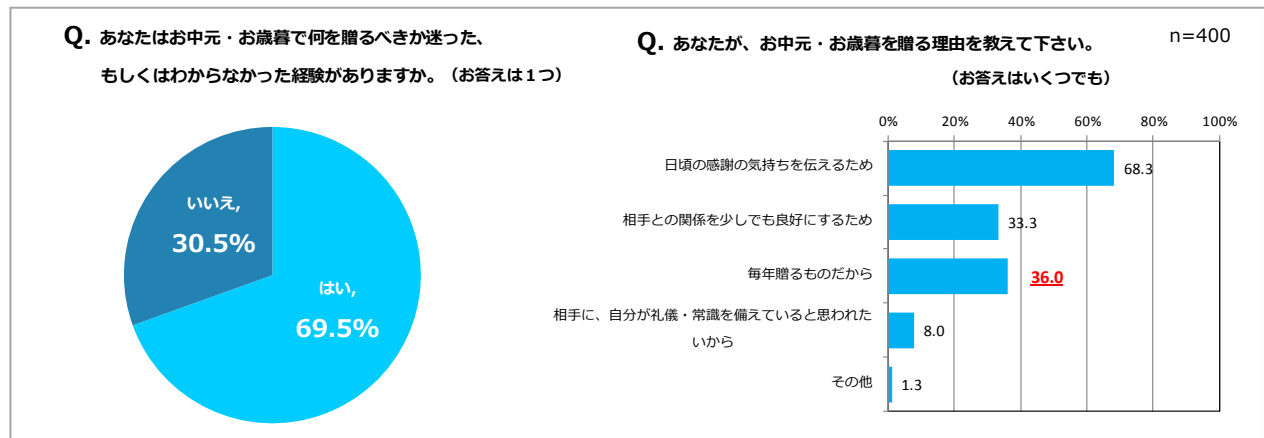 Q. あなたはお中元・お歳暮で何を贈るべきか迷った、
もしくはわからなかった経験がありますか。（お答えは１つ）
いいえ,
30.5%
はい,
69.5%
Q. あなたが、お中元・お歳暮を贈る理由を教えて下さい。
n=400
（お答えはいくつでも）
0% 20% 40% 60% 80% 100%
日頃の感謝の気持ちを伝えるため 68.3
相手との関係を少しでも良好にするため 33.3
毎年贈るものだから 36.0
相手に、自分が礼儀・常識を備えていると思われた
いから
8.0
その他 1.3